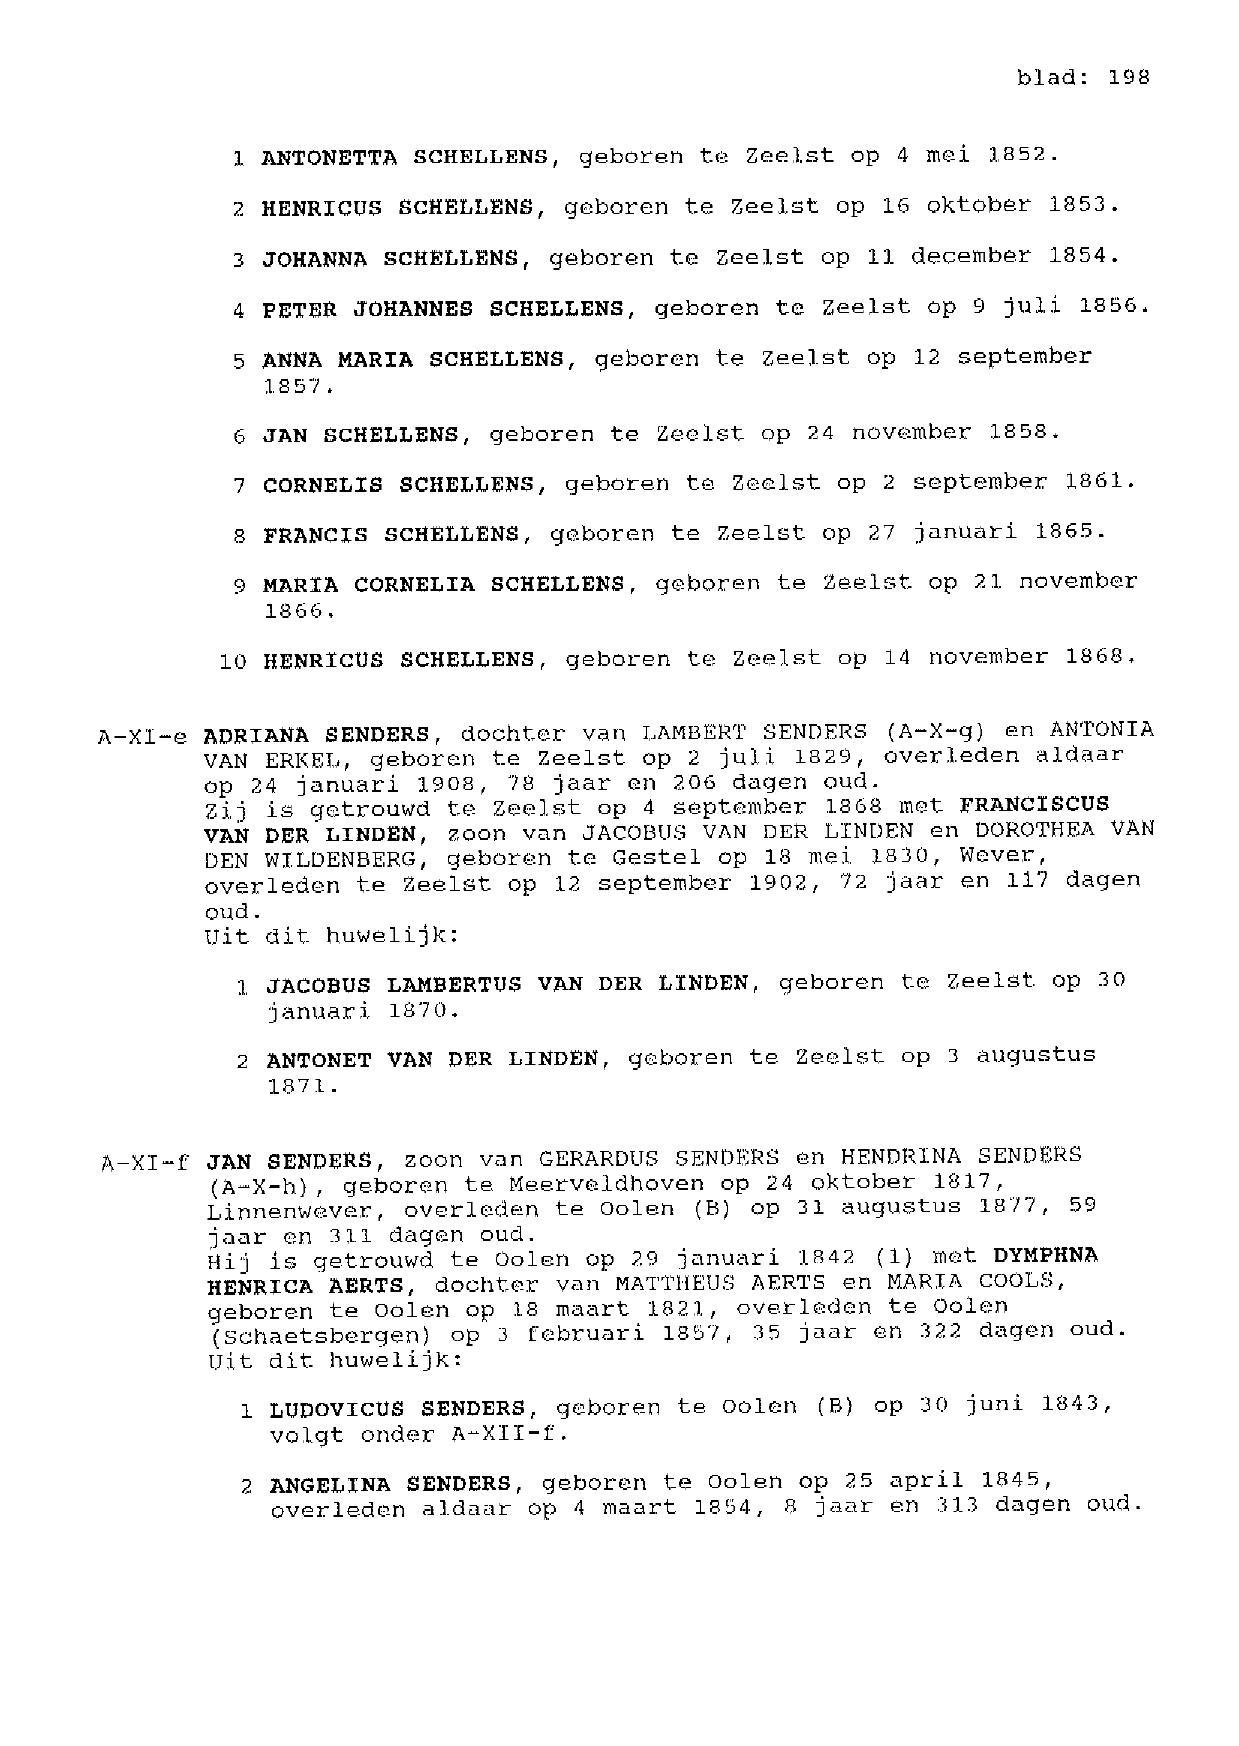 blad: 198
1 ANTONETTA SCHELLENS, geboren te Zeelst op 4 mei 1852.
2 HENRICUS SCHELLENS, geboren te Zeelst op 16 oktober 1853.
3 JOHANNA SCHELLENS, geboren te Zeelst op 11 december 1854.
4 PETER JOHANNES SCHELLENS, geboren te Zeelst op 9 juli 1856.
5 ANNA MARIA SCHELLENS, geboren te Zeelst op 12 september
1857.
6 JAN SCHELLENS, geboren te Zeelst op 24 november 1858.
7 CORNELIS SCHELLENS, geboren te Zeelst op 2 september 1861.
8 FRANCIS SCHELLENS, geboren te Zeelst op 27 januari 1865.
9 MARIA CORNELIA SCHELLENS, geboren te Zeelst op 21 november
1866.
10 HENRICUS SCHELLENS, geboren te Zeelst op 14 november 1868.
A-XI-e ADRIANA SENDERS, dochter van LAMBERT SENDERS (A-X-g) en ANTONIA
VAN ERKEL, geboren te Zeelst op 2 juli 1829, overleden aldaar
op 24 januari 1908, 78 jaar en 206 dagen oud.
Zij is getrouwd te Zeelst op 4 september 1868 met FRANCISCUS
VAN DER LINDEN, zoon van JACOBUS VAN DER LINDEN en DOROTHEA VAN
DEN WILDENBERG, geboren te Gestel op 18 mei 1830, Wever,
overleden te Zeelst op 12 september 1902, 72 jaar en 117 dagen
oud.
Uit dit huwelijk:
1 JACOBUS LAMBERTUS VAN DER LINDEN, geboren te Zeelst op 30
januari 1870.
2 ANTONET VAN DER LINDEN, geboren te Zeelst op 3 augustus
1871.
A-XI-f JAN SENDERS, zoon van GERARDUS SENDERS en HENDRINA SENDERS
(A-X-h), geboren te Meerveldhoven op 24 oktober 1817,
Linnenwever, overleden te Oolen (B) op 31 augustus 1877, 59
jaar en 311 dagen oud.
Hij is getrouwd te Oolen op 29 januari 1842 (1) met DYMPHNA
HENRICA AERTS, dochter van MATTHEUS AERTS en MARIA COOLS,
geboren te Oolen op 18 maart 1821, overleden te Oolen
(Schaetsbergen) op 3 februari 1857, 35 jaar en 322 dagen oud.
Uit dit huwelijk:
1 LUDOVICUS SENDERS, geboren te Oolen (B) op 30 juni 1843,
volgt onder A-XII-f.
2 ANGELINA SENDERS, geboren te Oolen op 25 april 1845,
overleden aldaar op 4 maart 1854, 8 jaar en 313 dagen oud.